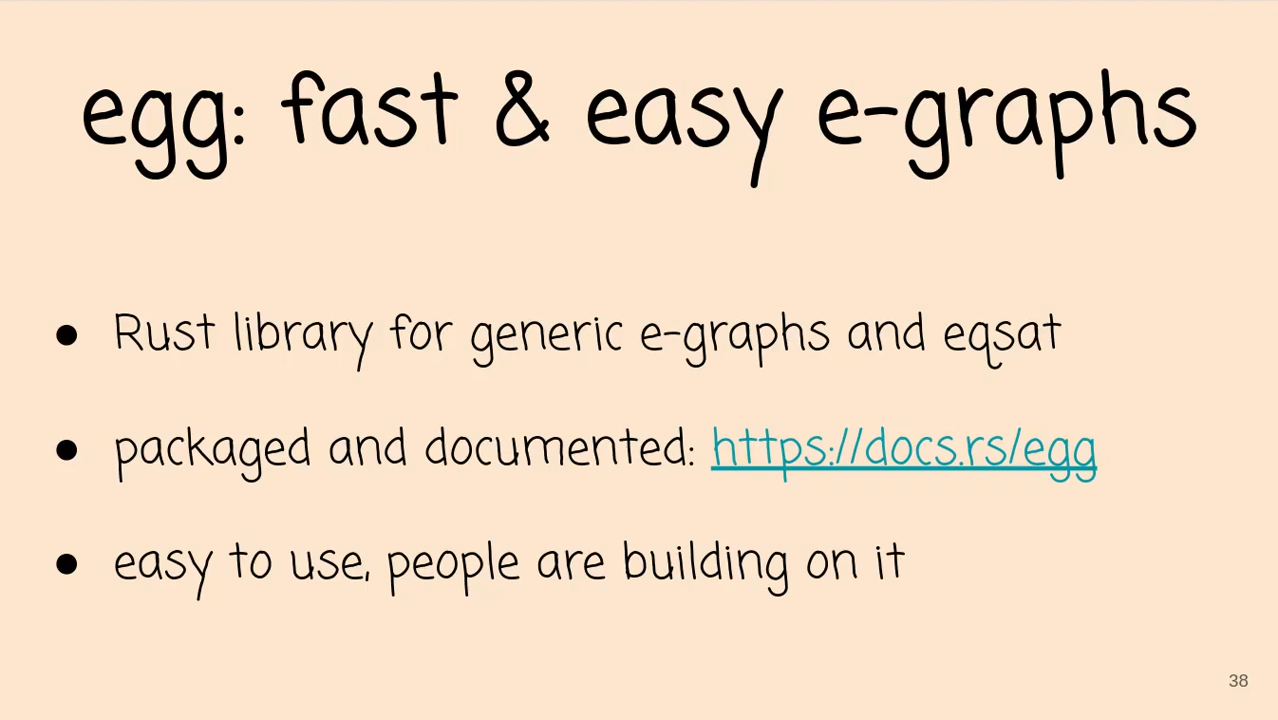 egg: fast & easy e-graphs
● Rust library for generic e-graphs and eqsat
● packaged and documented: https://docs.rs/egg
● easy to use, people are building on it
38